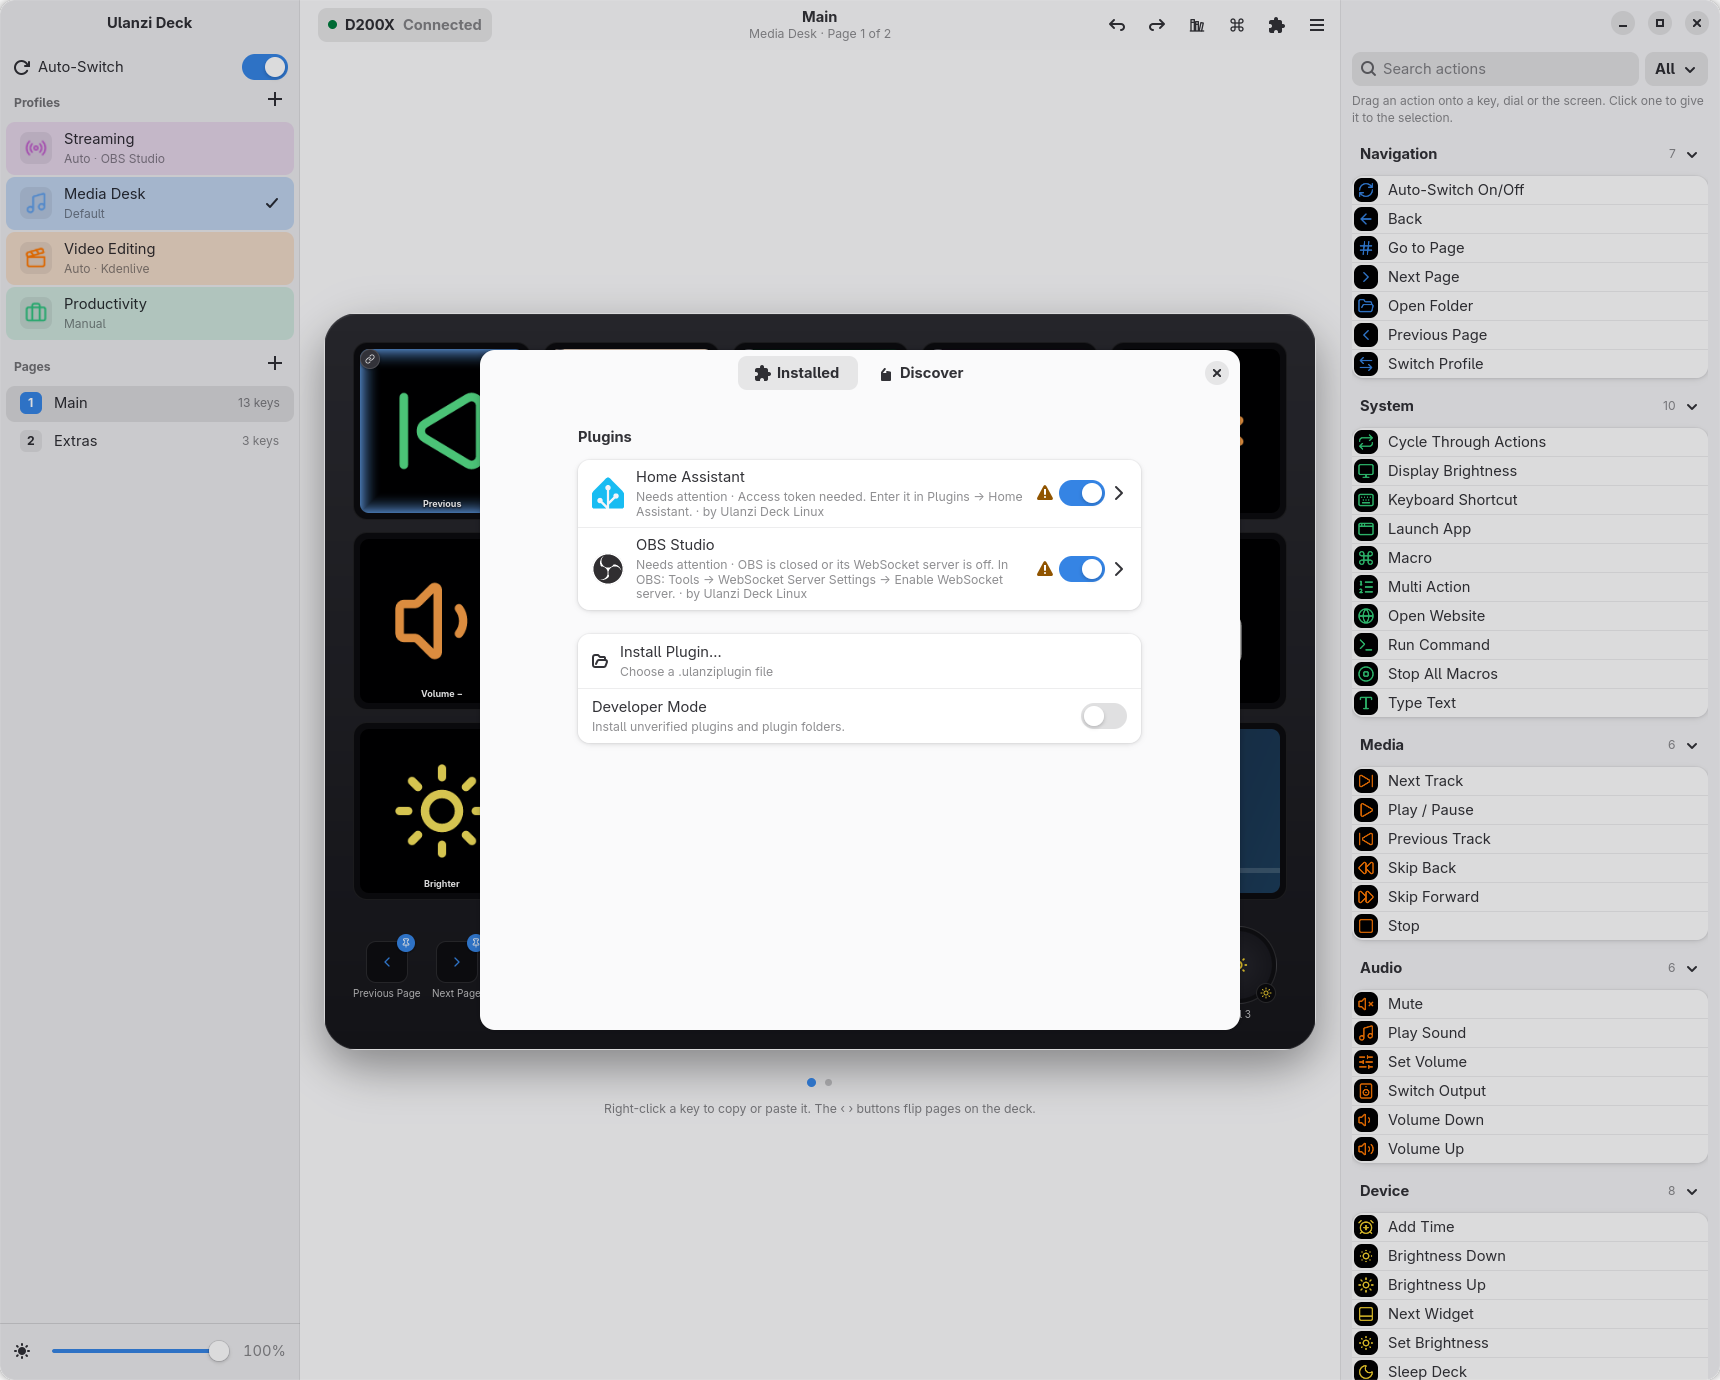 Ulanzi Deck
Auto-Switch
Profiles
Streaming
Auto · OBS Studio
Media Desk
Default
Video Editing
Auto · Kdenlive
Productivity
Manual
Pages
1 Main 13 keys
2 Extras 3 keys
100%
D200X Connected
Main
Media Desk · Page 1 of 2
Previous
Volume –
Brighter
Previous Page
Next Page
l 3
Installed
Discover
Plugins
Home Assistant
Needs attention · Access token needed. Enter it in Plugins → Home
Assistant. · by Ulanzi Deck Linux
OBS Studio
Needs attention · OBS is closed or its WebSocket server is off. In
OBS: Tools → WebSocket Server Settings → Enable WebSocket
server. · by Ulanzi Deck Linux
Install Plugin...
Choose a .ulanziplugin file
Developer Mode
Install unverified plugins and plugin folders.
Right-click a key to copy or paste it. The ‹ › buttons flip pages on the deck.
Search actions
All
Drag an action onto a key, dial or the screen. Click one to give
it to the selection.
Navigation 7
Auto-Switch On/Off
Back
Go to Page
Next Page
Open Folder
Previous Page
Switch Profile
System 10
Cycle Through Actions
Display Brightness
Keyboard Shortcut
Launch App
Macro
Multi Action
Open Website
Run Command
Stop All Macros
Type Text
Media 6
Next Track
Play / Pause
Previous Track
Skip Back
Skip Forward
Stop
Audio 6
Mute
Play Sound
Set Volume
Switch Output
Volume Down
Volume Up
Device 8
Add Time
Brightness Down
Brightness Up
Next Widget
Set Brightness
Sleep Deck